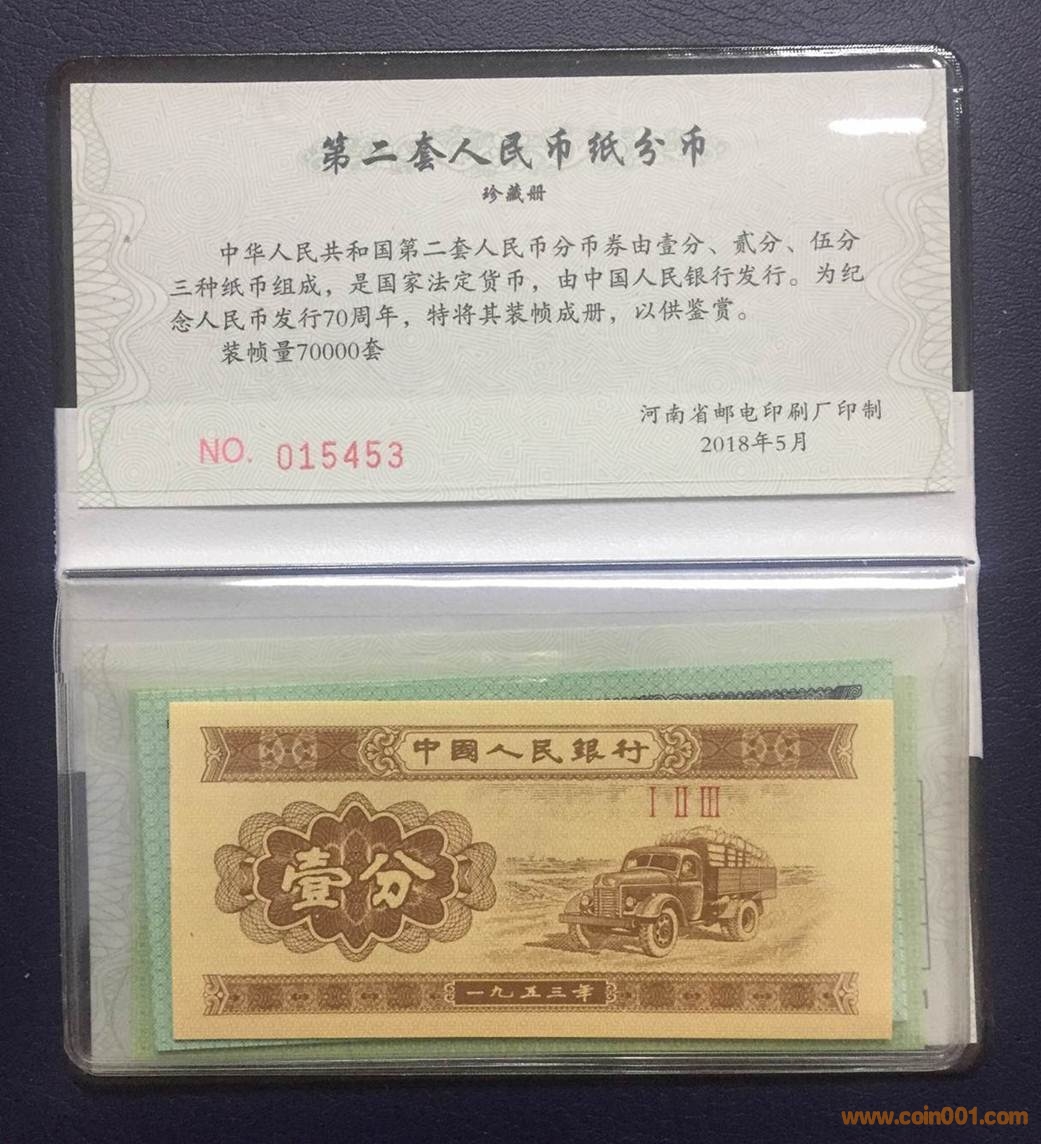 第二套人民币纸分币
珍藏册
中华人民共和国第二套人民币分币券由壹分、贰分、伍分
三种纸币组成，是国家法定货币，由中国人民银行发行。为纪
念人民币发行70周年，特将其装帧成册，以供鉴赏。
装帧量70000套
河南省邮电印刷厂印制
2018年5月
NO. 015453
中國人民銀行
I II III
壹分
一九五三年
www.coin001.com